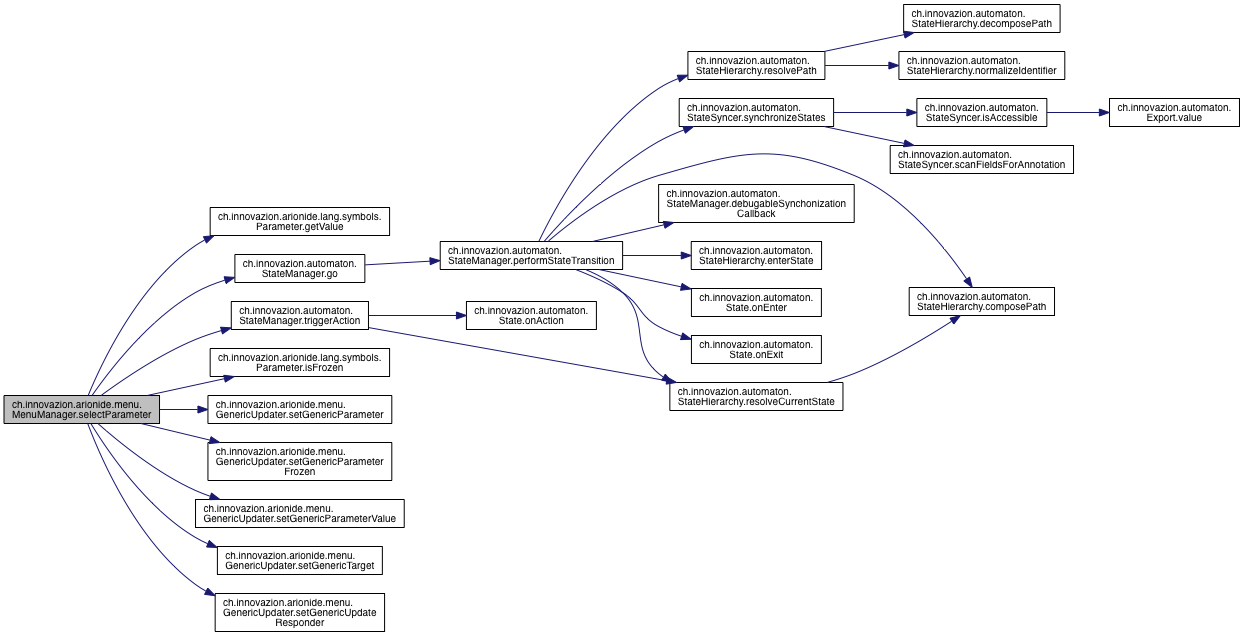 ch.innovazion.arionide.menu.
MenuManager.selectParameter
ch.innovazion.arionide.lang.symbols.
Parameter.getValue
ch.innovazion.automaton.
StateManager.go
ch.innovazion.automaton.
StateManager.triggerAction
ch.innovazion.arionide.lang.symbols.
Parameter.isFrozen
ch.innovazion.arionide.menu.
GenericUpdater.setGenericParameter
ch.innovazion.arionide.menu.
GenericUpdater.setGenericParameter
Frozen
ch.innovazion.arionide.menu.
GenericUpdater.setGenericParameterValue
ch.innovazion.arionide.menu.
GenericUpdater.setGenericTarget
ch.innovazion.arionide.menu.
GenericUpdater.setGenericUpdate
Responder
ch.innovazion.automaton.
StateManager.performStateTransition
ch.innovazion.automaton.
State.onAction
ch.innovazion.automaton.
StateHierarchy.resolvePath
ch.innovazion.automaton.
StateSyncer.synchronizeStates
ch.innovazion.automaton.
StateManager.debugableSynchonization
Callback
ch.innovazion.automaton.
StateHierarchy.enterState
ch.innovazion.automaton.
State.onEnter
ch.innovazion.automaton.
State.onExit
ch.innovazion.automaton.
StateHierarchy.resolveCurrentState
ch.innovazion.automaton.
StateHierarchy.decomposePath
ch.innovazion.automaton.
StateHierarchy.normalizeIdentifier
ch.innovazion.automaton.
StateSyncer.isAccessible
ch.innovazion.automaton.
StateSyncer.scanFieldsForAnnotation
ch.innovazion.automaton.
StateHierarchy.composePath
ch.innovazion.automaton.
Export.value